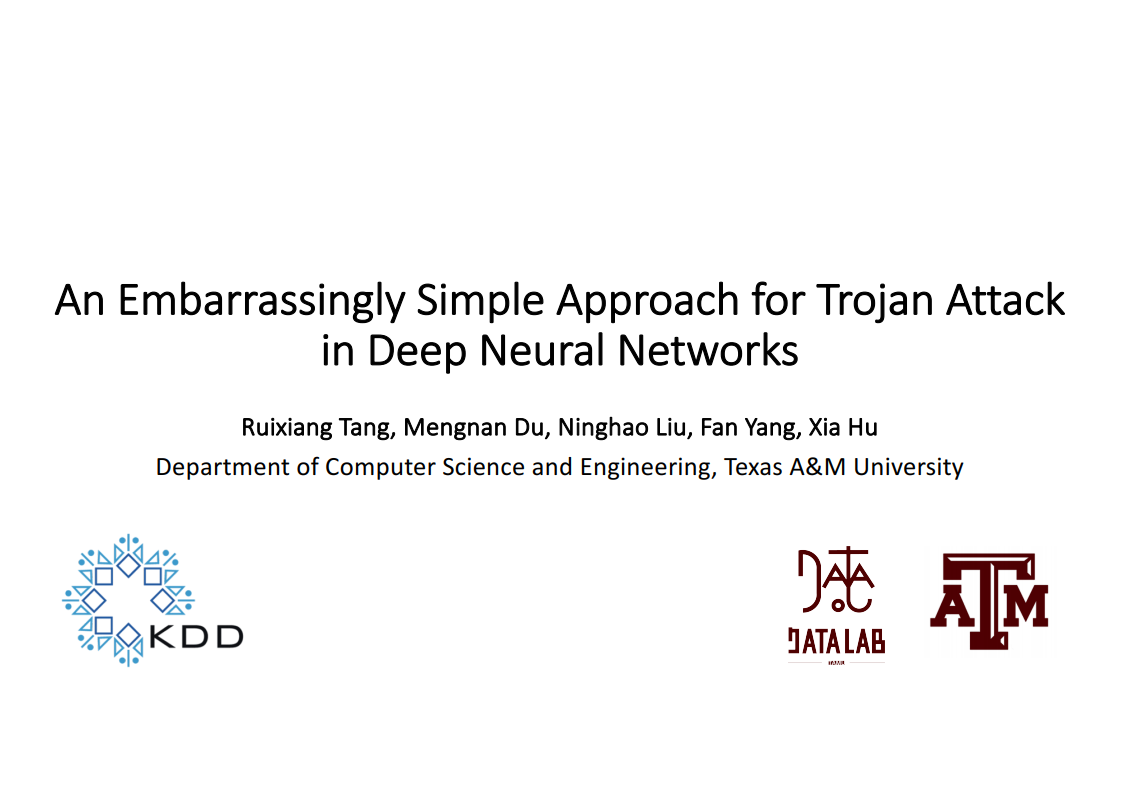 An Embarrassingly Simple Approach for Trojan Attack
in Deep Neural Networks
Ruixiang Tang, Mengnan Du, Ninghao Liu, Fan Yang, Xia Hu
Department of Computer Science and Engineering, Texas A&M University
KDD
DATA
DATA LAB
ATM